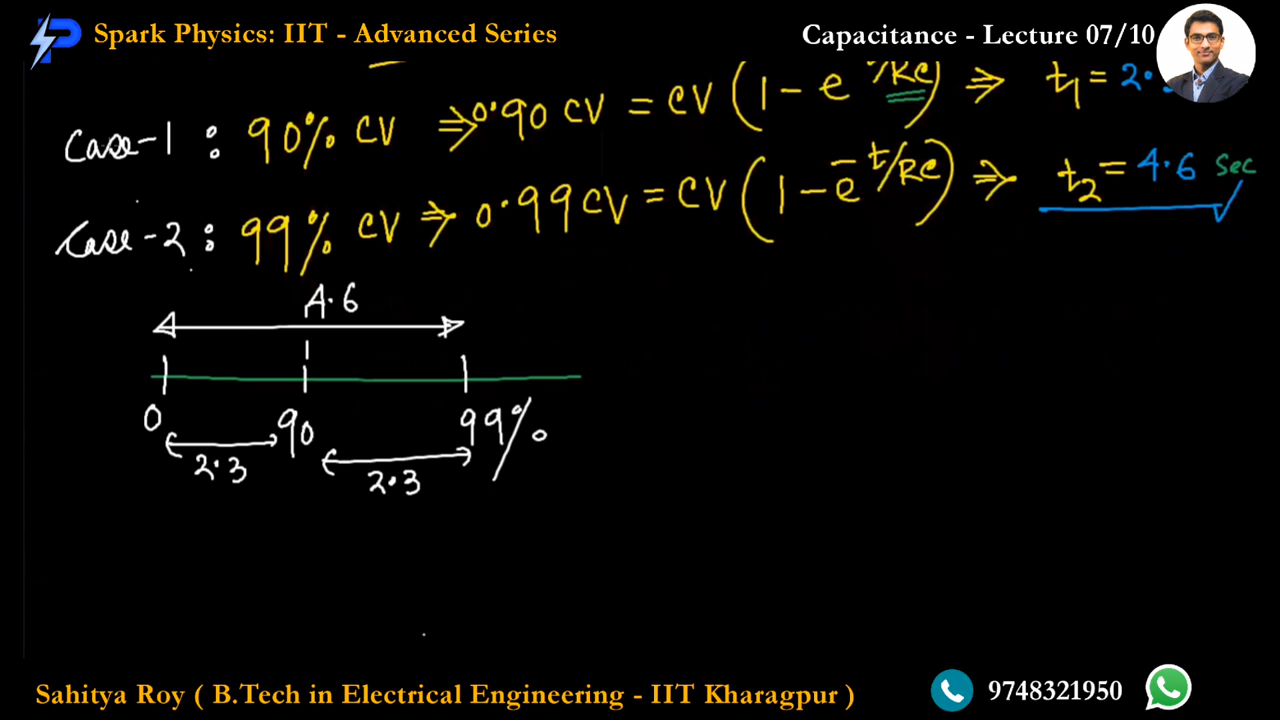 Spark Physics: IIT - Advanced Series
Capacitance - Lecture 07/10
Case-1 : 90% CV ⇒ 0.90 CV = CV (1 - e^-t/RC) ⇒ t₁ = 2.
Case-2 : 99% CV ⇒ 0.99 CV = CV (1 - e^-t/RC) ⇒ t₂ = 4.6 Sec
4.6
0 90 99%
2.3 2.3
Sahitya Roy ( B.Tech in Electrical Engineering - IIT Kharagpur )
9748321950